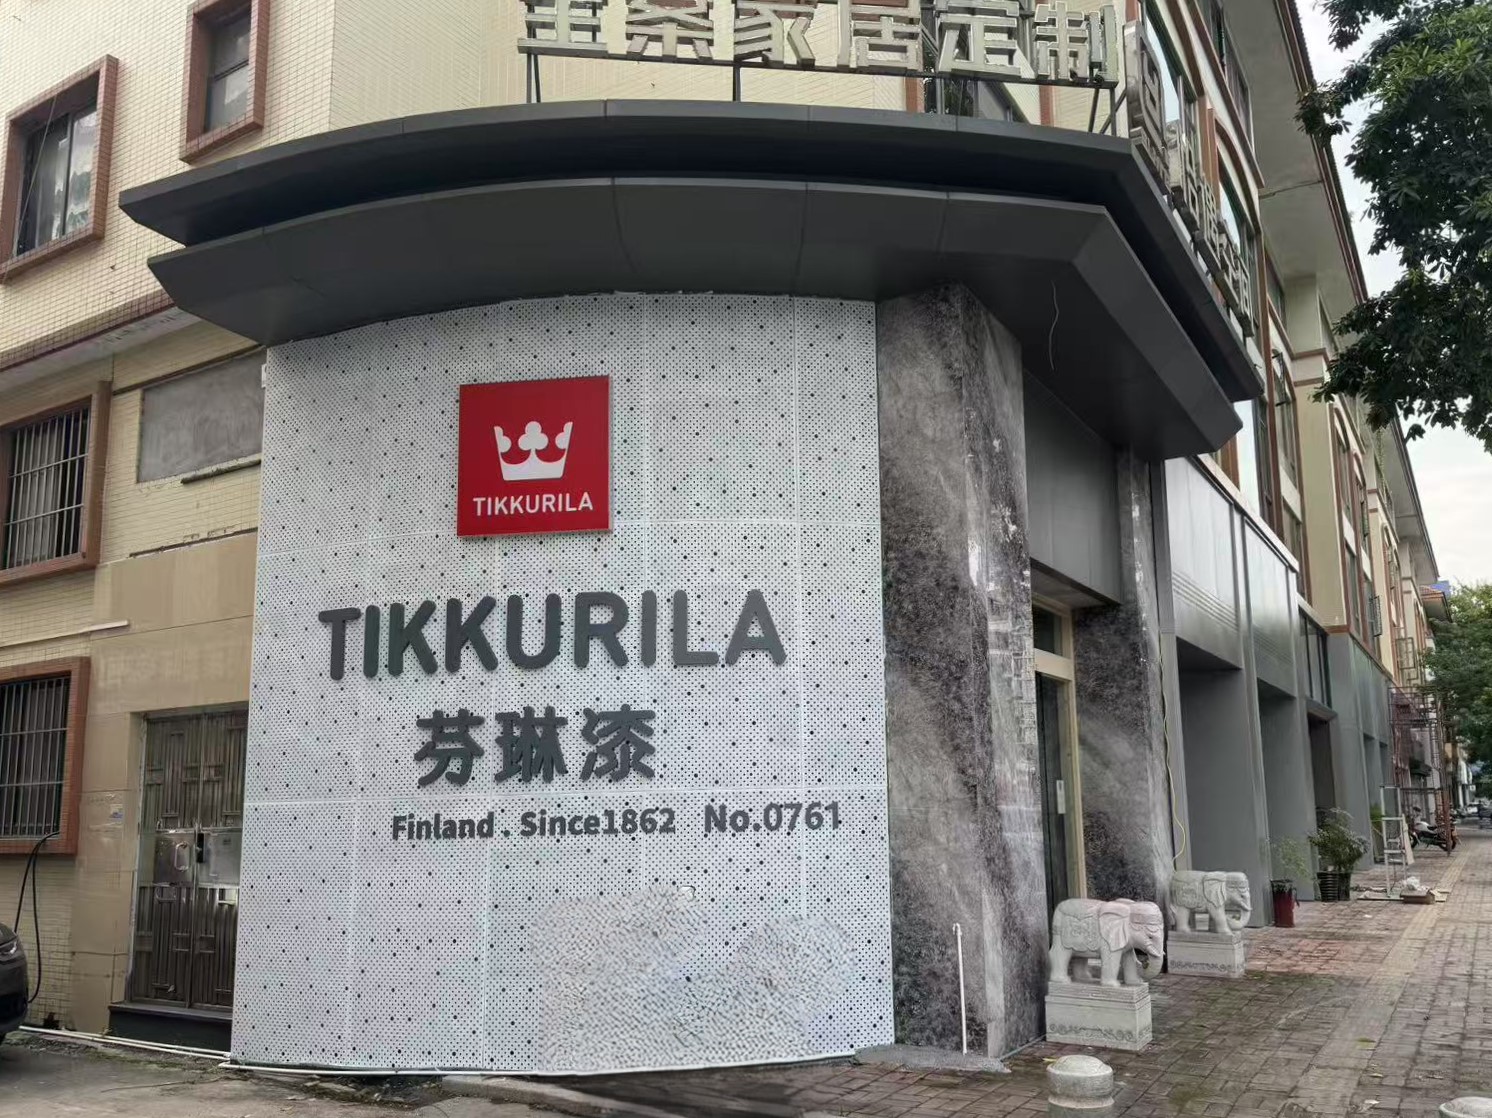 家居定制
TIKKURILA
TIKKURILA
芬琳漆
Finland . Since1862 No.0761